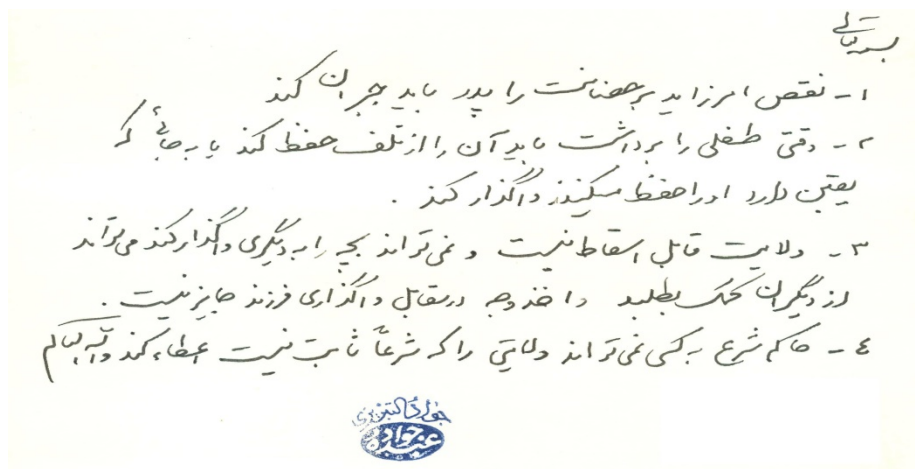 بسمه تعالی
۱- نقص امر زاید بر حضانت را پدر باید جبران کند
۲- وقتی طفلی را برداشت باید آن را از تلف حفظ کند یا به جائی که
یقین دارد او را حفظ میکنند واگذار کند .
۳- ولایت قابل اسقاط نیست و نمی تواند بچه را به دیگری واگذار کند می تواند
از دیگران کمک بطلبد و اخذ وجه در مقابل واگذاری فرزند جایز نیست .
٤- حاکم شرع به کسی نمی تواند ولایتی را که شرعاً ثابت نیست اعطاء کند والله العالم
جواد التبریزی
عبده جواد